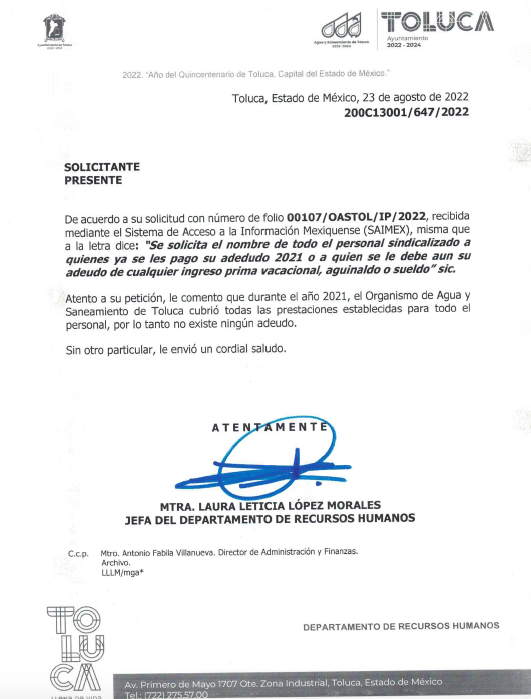 TOLUCA
Agua y Saneamiento de Toluca
2022 - 2024
Ayuntamiento
2022 - 2024
2022. "Año del Quincentenario de Toluca, Capital del Estado de México."
Toluca, Estado de México, 23 de agosto de 2022
200C13001/647/2022
SOLICITANTE
PRESENTE
De acuerdo a su solicitud con número de folio 00107/OASTOL/IP/2022, recibida
mediante el Sistema de Acceso a la Información Mexiquense (SAIMEX), misma que
a la letra dice: "Se solicita el nombre de todo el personal sindicalizado a
quienes ya se les pago su adedudo 2021 o a quien se le debe aun su
adeudo de cualquier ingreso prima vacacional, aguinaldo o sueldo" sic.
Atento a su petición, le comento que durante el año 2021, el Organismo de Agua y
Saneamiento de Toluca cubrió todas las prestaciones establecidas para todo el
personal, por lo tanto no existe ningún adeudo.
Sin otro particular, le envió un cordial saludo.
ATENTAMENTE
MTRA. LAURA LETICIA LÓPEZ MORALES
JEFA DEL DEPARTAMENTO DE RECURSOS HUMANOS
C.c.p. Mtro. Antonio Fabila Villanueva. Director de Administración y Finanzas.
Archivo.
LLLM/mga*
TOLUCA
DEPARTAMENTO DE RECURSOS HUMANOS
Av. Primero de Mayo 1707 Ote. Zona Industrial, Toluca, Estado de México
Tel.: (722) 275 57 00